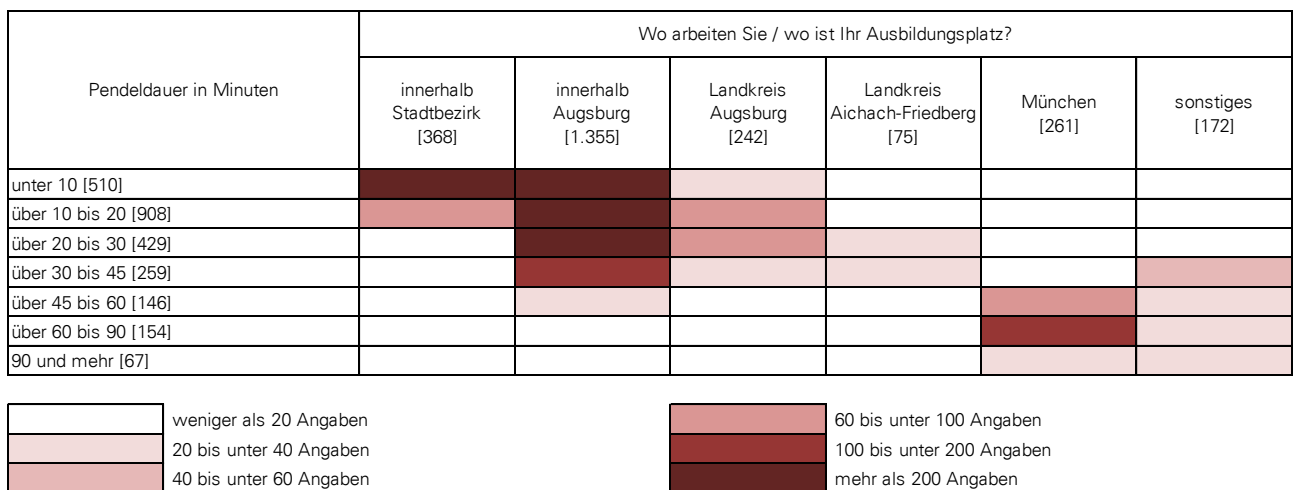 Wo arbeiten Sie / wo ist Ihr Ausbildungsplatz?
Pendeldauer in Minuten
innerhalb
Stadtbezirk
[368]
innerhalb
Augsburg
[1.355]
Landkreis
Augsburg
[242]
Landkreis
Aichach-Friedberg
[75]
München
[261]
sonstiges
[172]
unter 10 [510]
über 10 bis 20 [908]
über 20 bis 30 [429]
über 30 bis 45 [259]
über 45 bis 60 [146]
über 60 bis 90 [154]
90 und mehr [67]
weniger als 20 Angaben
20 bis unter 40 Angaben
40 bis unter 60 Angaben
60 bis unter 100 Angaben
100 bis unter 200 Angaben
mehr als 200 Angaben